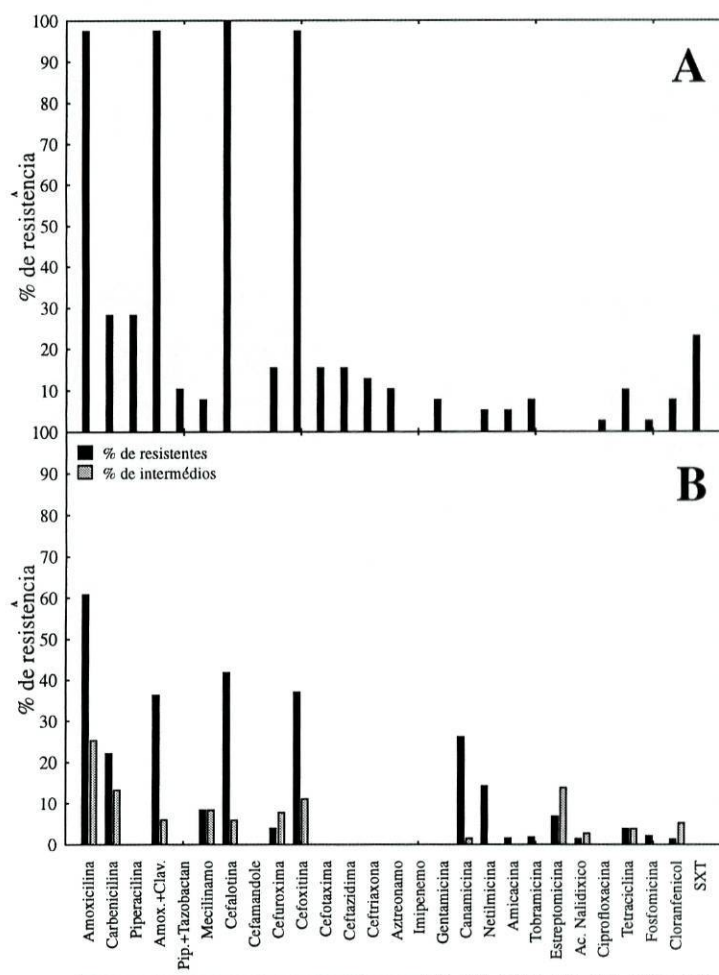 100
90
80
70
60
50
40
30
20
10
% de resistência
A
100
90
80
70
60
50
40
30
20
10
0
% de resistência
B
% de resistentes
% de intermédios
Amoxicilina
Carbenicilina
Piperacilina
Amox.+Clav.
Pip.+Tazobactan
Mecilinamo
Cefalotina
Cefamandole
Cefuroxima
Cefoxitina
Cefotaxima
Ceftazidima
Ceftriaxona
Aztreonamo
Imipenemo
Gentamicina
Canamicina
Netilmicina
Amicacina
Tobramicina
Estreptomicina
Ac. Nalidixico
Ciprofloxacina
Tetraciclina
Fosfomicina
Cloranfenicol
SXT